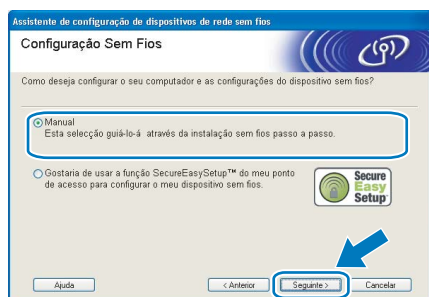 Assistente de configuração de dispositivos de rede sem fios
Configuração Sem Fios
Como deseja configurar o seu computador e as configurações do dispositivo sem fios?
Manual
Esta selecção guiá-lo-á através da instalação sem fios passo a passo.
Gostaria de usar a função SecureEasySetup™ do meu ponto
de acesso para configurar o meu dispositivo sem fios.
Secure
Easy
Setup
Ajuda
< Anterior
Seguinte >
Cancelar